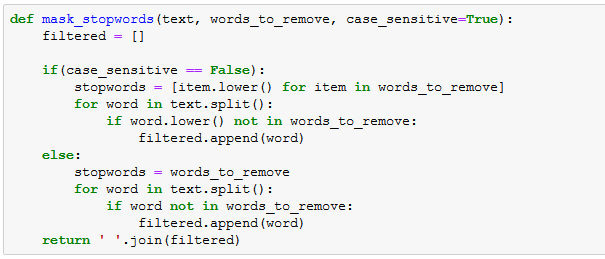 def mask_stopwords(text, words_to_remove, case_sensitive=True):
    filtered = []

    if(case_sensitive == False):
        stopwords = [item.lower() for item in words_to_remove]
        for word in text.split():
            if word.lower() not in words_to_remove:
                filtered.append(word)
    else:
        stopwords = words_to_remove
        for word in text.split():
            if word not in words_to_remove:
                filtered.append(word)
    return ' '.join(filtered)